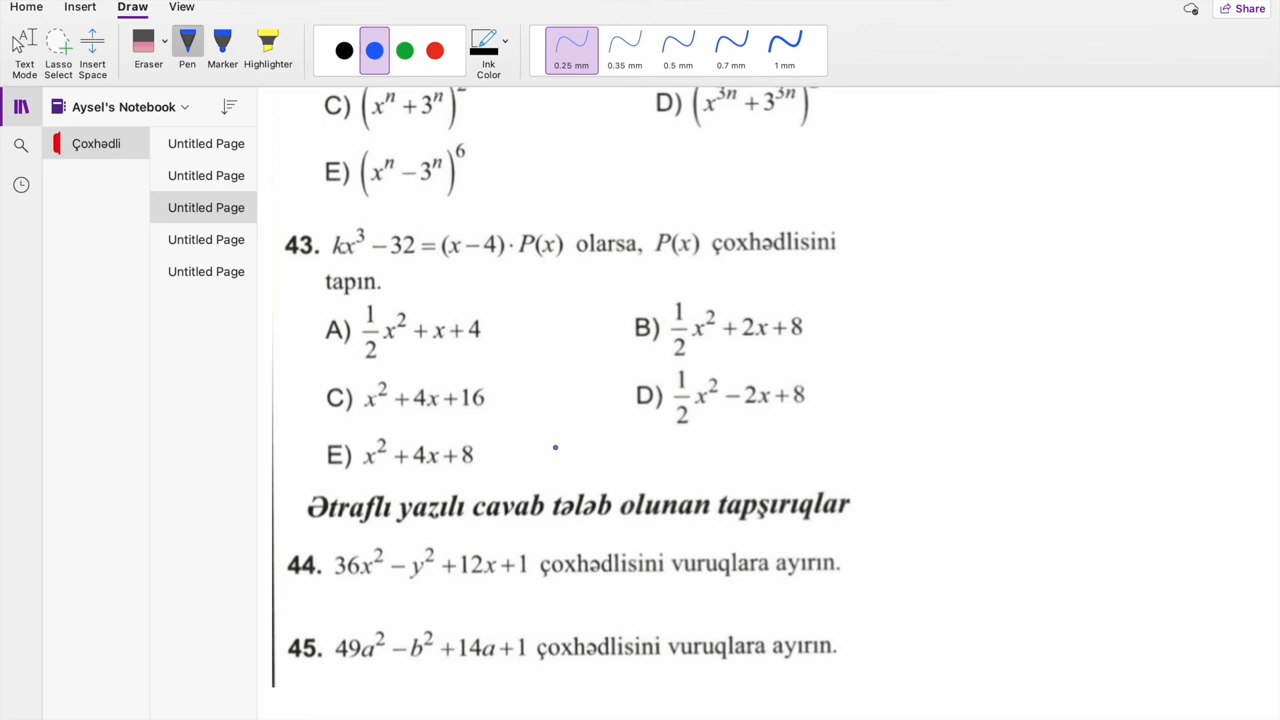 Home Insert Draw View
Share
Text Mode
Lasso Select
Insert Space
Eraser
Pen
Marker
Highlighter
Ink Color
0.25 mm
0.35 mm
0.5 mm
0.7 mm
1 mm
Aysel's Notebook
Çoxhədli
Untitled Page
Untitled Page
Untitled Page
Untitled Page
Untitled Page
C) (xⁿ + 3ⁿ) D) (x³ⁿ + 3³ⁿ)
E) (xⁿ − 3ⁿ)⁶
43. kx³ − 32 = (x − 4) · P(x) olarsa, P(x) çoxhədlisini
tapın.
A) 1/2 x² + x + 4 B) 1/2 x² + 2x + 8
C) x² + 4x + 16 D) 1/2 x² − 2x + 8
E) x² + 4x + 8
Ətraflı yazılı cavab tələb olunan tapşırıqlar
44. 36x² − y² + 12x + 1 çoxhədlisini vuruqlara ayırın.
45. 49a² − b² + 14a + 1 çoxhədlisini vuruqlara ayırın.